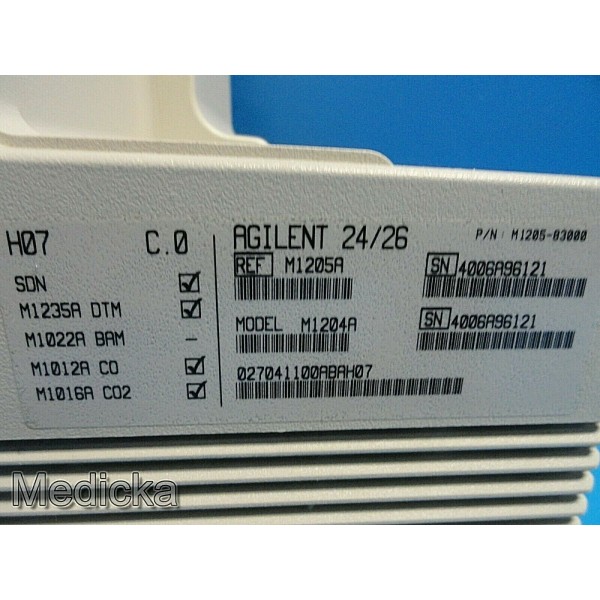 H07 C.0
SDN ☑
M1235A DTM ☑
M1022A BAM –
M1012A CO ☑
M1016A CO2 ☑
AGILENT 24/26 P/N: M1205-83000
REF M1205A SN 4006A96121
MODEL M1204A SN 4006A96121
027041100ABAH07
Medicka